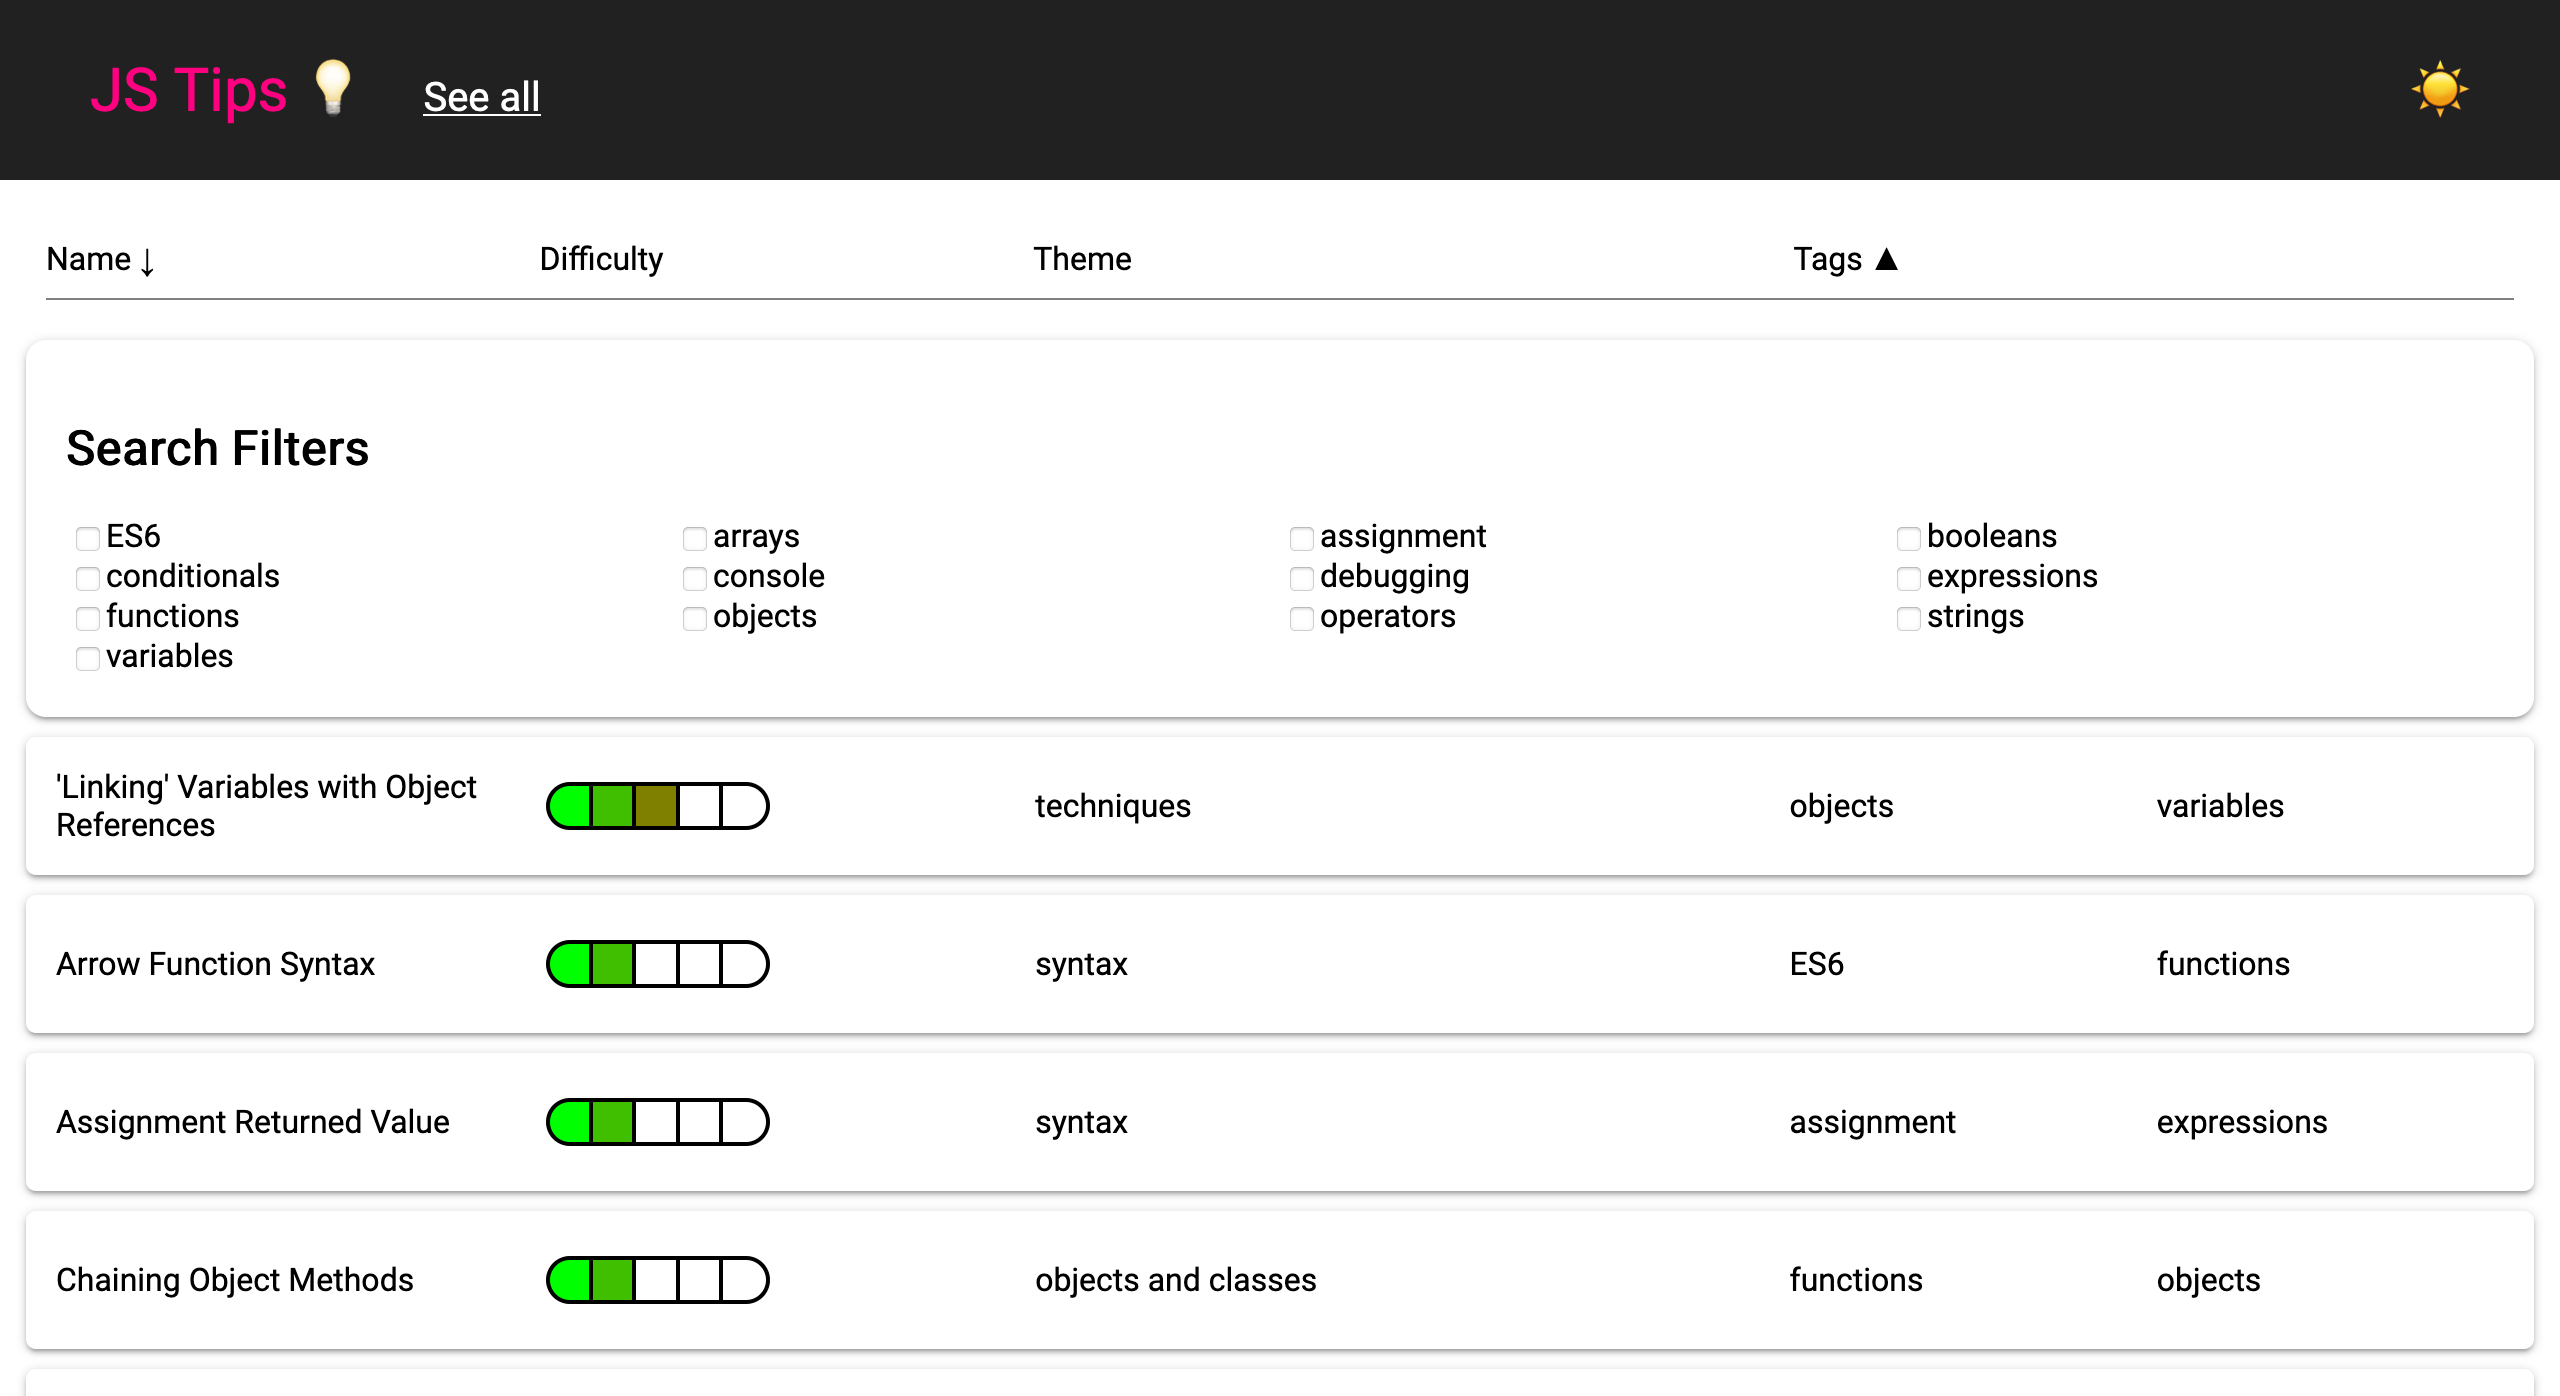 JS Tips 💡 See all
Name ↓ Difficulty Theme Tags ▲
Search Filters
ES6 arrays assignment booleans
conditionals console debugging expressions
functions objects operators strings
variables
'Linking' Variables with Object
References
techniques objects variables
Arrow Function Syntax syntax ES6 functions
Assignment Returned Value syntax assignment expressions
Chaining Object Methods objects and classes functions objects